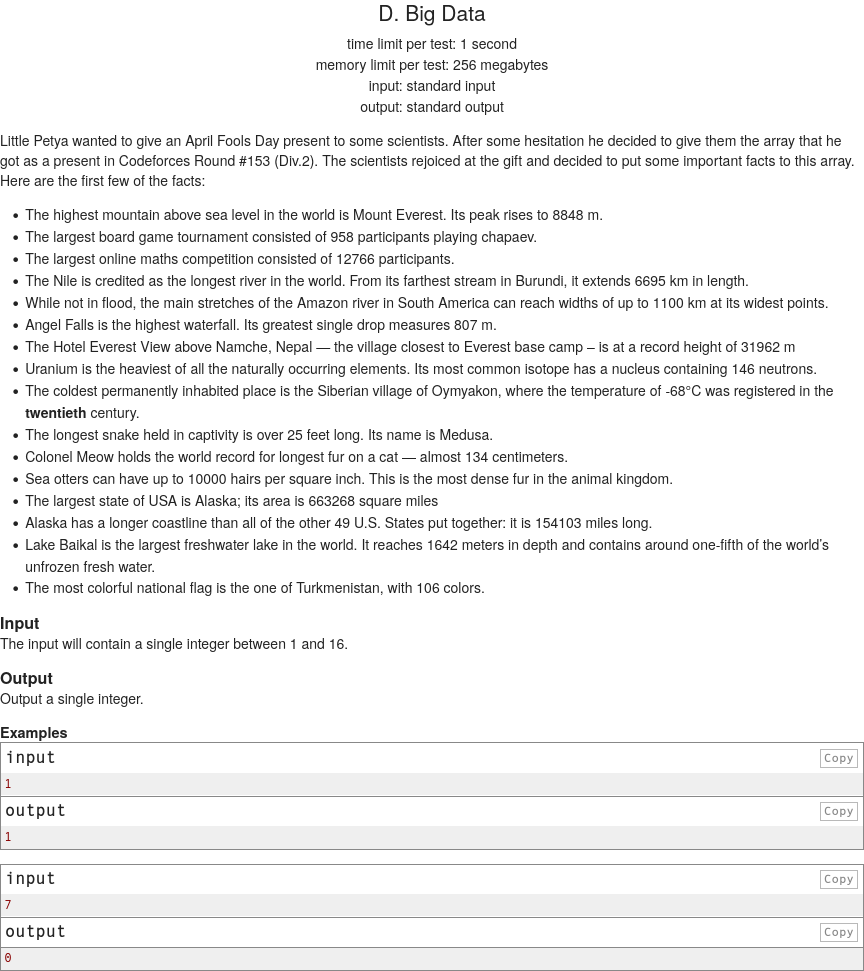 D. Big Data
time limit per test: 1 second
memory limit per test: 256 megabytes
input: standard input
output: standard output
Little Petya wanted to give an April Fools Day present to some scientists. After some hesitation he decided to give them the array that he
got as a present in Codeforces Round #153 (Div.2). The scientists rejoiced at the gift and decided to put some important facts to this array.
Here are the first few of the facts:
• The highest mountain above sea level in the world is Mount Everest. Its peak rises to 8848 m.
• The largest board game tournament consisted of 958 participants playing chapaev.
• The largest online maths competition consisted of 12766 participants.
• The Nile is credited as the longest river in the world. From its farthest stream in Burundi, it extends 6695 km in length.
• While not in flood, the main stretches of the Amazon river in South America can reach widths of up to 1100 km at its widest points.
• Angel Falls is the highest waterfall. Its greatest single drop measures 807 m.
• The Hotel Everest View above Namche, Nepal — the village closest to Everest base camp – is at a record height of 31962 m
• Uranium is the heaviest of all the naturally occurring elements. Its most common isotope has a nucleus containing 146 neutrons.
• The coldest permanently inhabited place is the Siberian village of Oymyakon, where the temperature of -68°C was registered in the
twentieth century.
• The longest snake held in captivity is over 25 feet long. Its name is Medusa.
• Colonel Meow holds the world record for longest fur on a cat — almost 134 centimeters.
• Sea otters can have up to 10000 hairs per square inch. This is the most dense fur in the animal kingdom.
• The largest state of USA is Alaska; its area is 663268 square miles
• Alaska has a longer coastline than all of the other 49 U.S. States put together: it is 154103 miles long.
• Lake Baikal is the largest freshwater lake in the world. It reaches 1642 meters in depth and contains around one-fifth of the world's
unfrozen fresh water.
• The most colorful national flag is the one of Turkmenistan, with 106 colors.
Input
The input will contain a single integer between 1 and 16.
Output
Output a single integer.
Examples
input Copy
1
output Copy
1
input Copy
7
output Copy
0